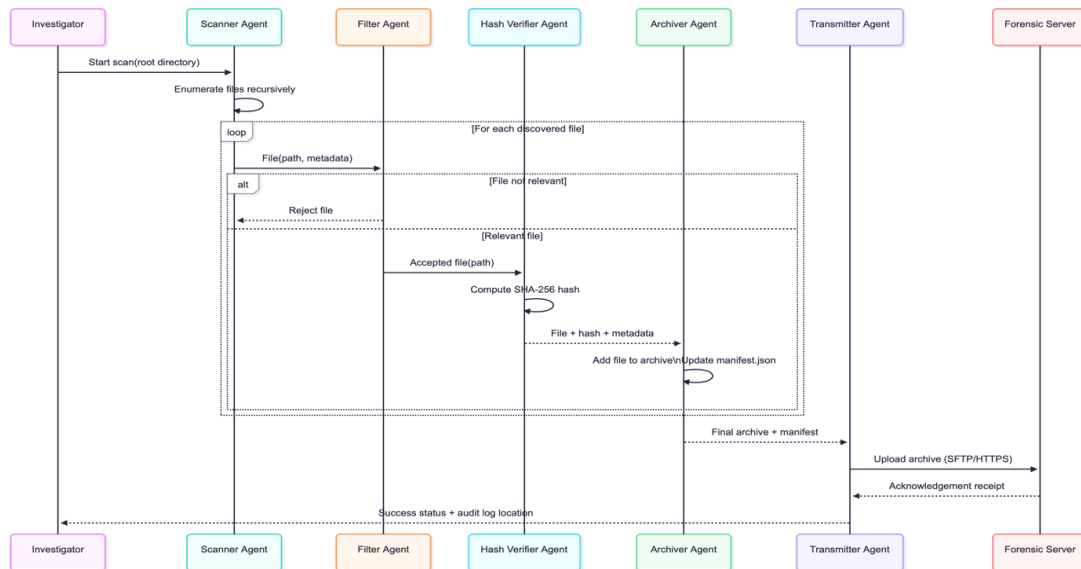 Investigator
Scanner Agent
Filter Agent
Hash Verifier Agent
Archiver Agent
Transmitter Agent
Forensic Server
Start scan(root directory)
Enumerate files recursively
loop
[For each discovered file]
File(path, metadata)
alt
[File not relevant]
Reject file
[Relevant file]
Accepted file(path)
Compute SHA-256 hash
File + hash + metadata
Add file to archive\nUpdate manifest.json
Final archive + manifest
Upload archive (SFTP/HTTPS)
Acknowledgement receipt
Success status + audit log location
Investigator
Scanner Agent
Filter Agent
Hash Verifier Agent
Archiver Agent
Transmitter Agent
Forensic Server